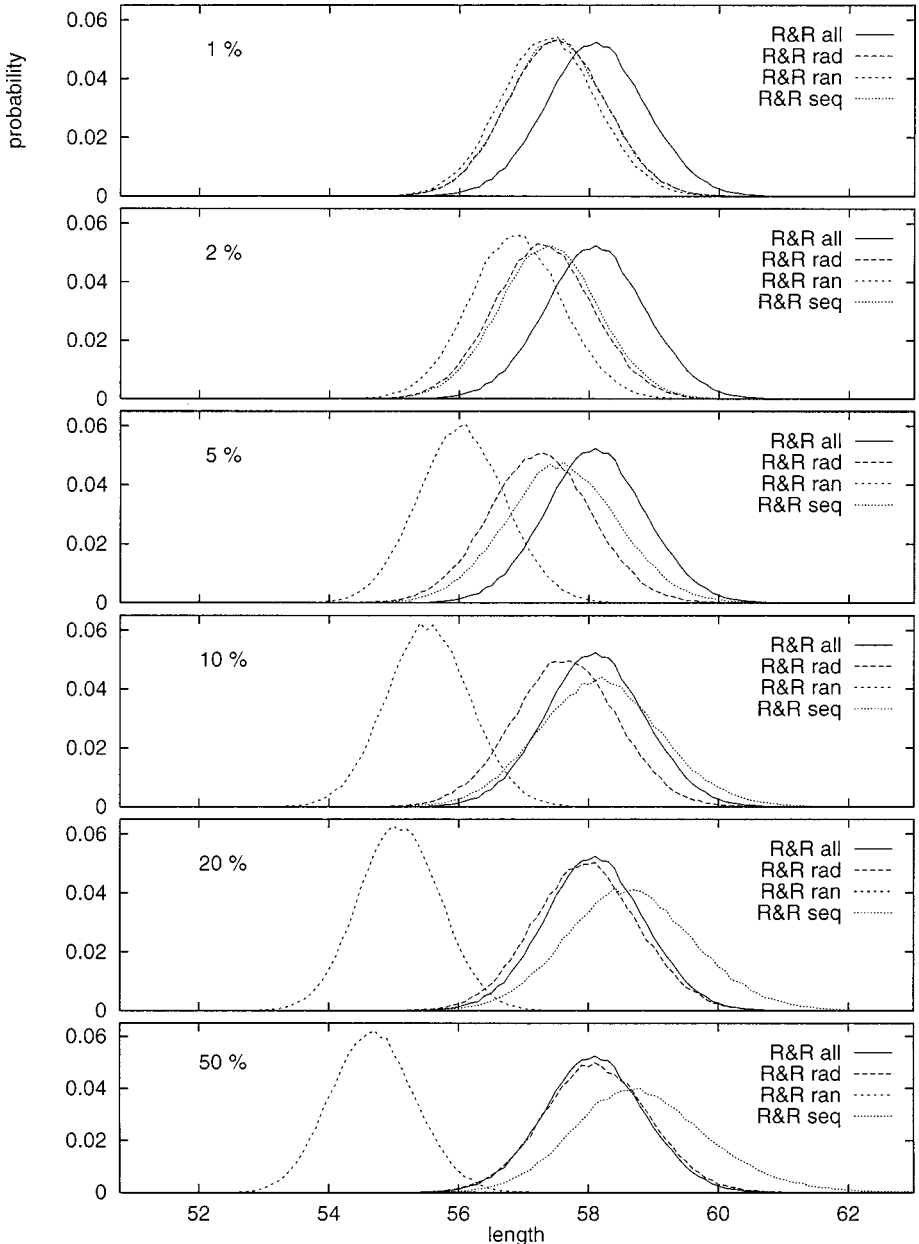 probability
0.06
0.04
0.02
0
1 %
R&R all
R&R rad
R&R ran
R&R seq
0.06
0.04
0.02
0
2 %
R&R all
R&R rad
R&R ran
R&R seq
0.06
0.04
0.02
0
5 %
R&R all
R&R rad
R&R ran
R&R seq
0.06
0.04
0.02
0
10 %
R&R all
R&R rad
R&R ran
R&R seq
0.06
0.04
0.02
0
20 %
R&R all
R&R rad
R&R ran
R&R seq
0.06
0.04
0.02
0
50 %
R&R all
R&R rad
R&R ran
R&R seq
52 54 56 58 60 62
length